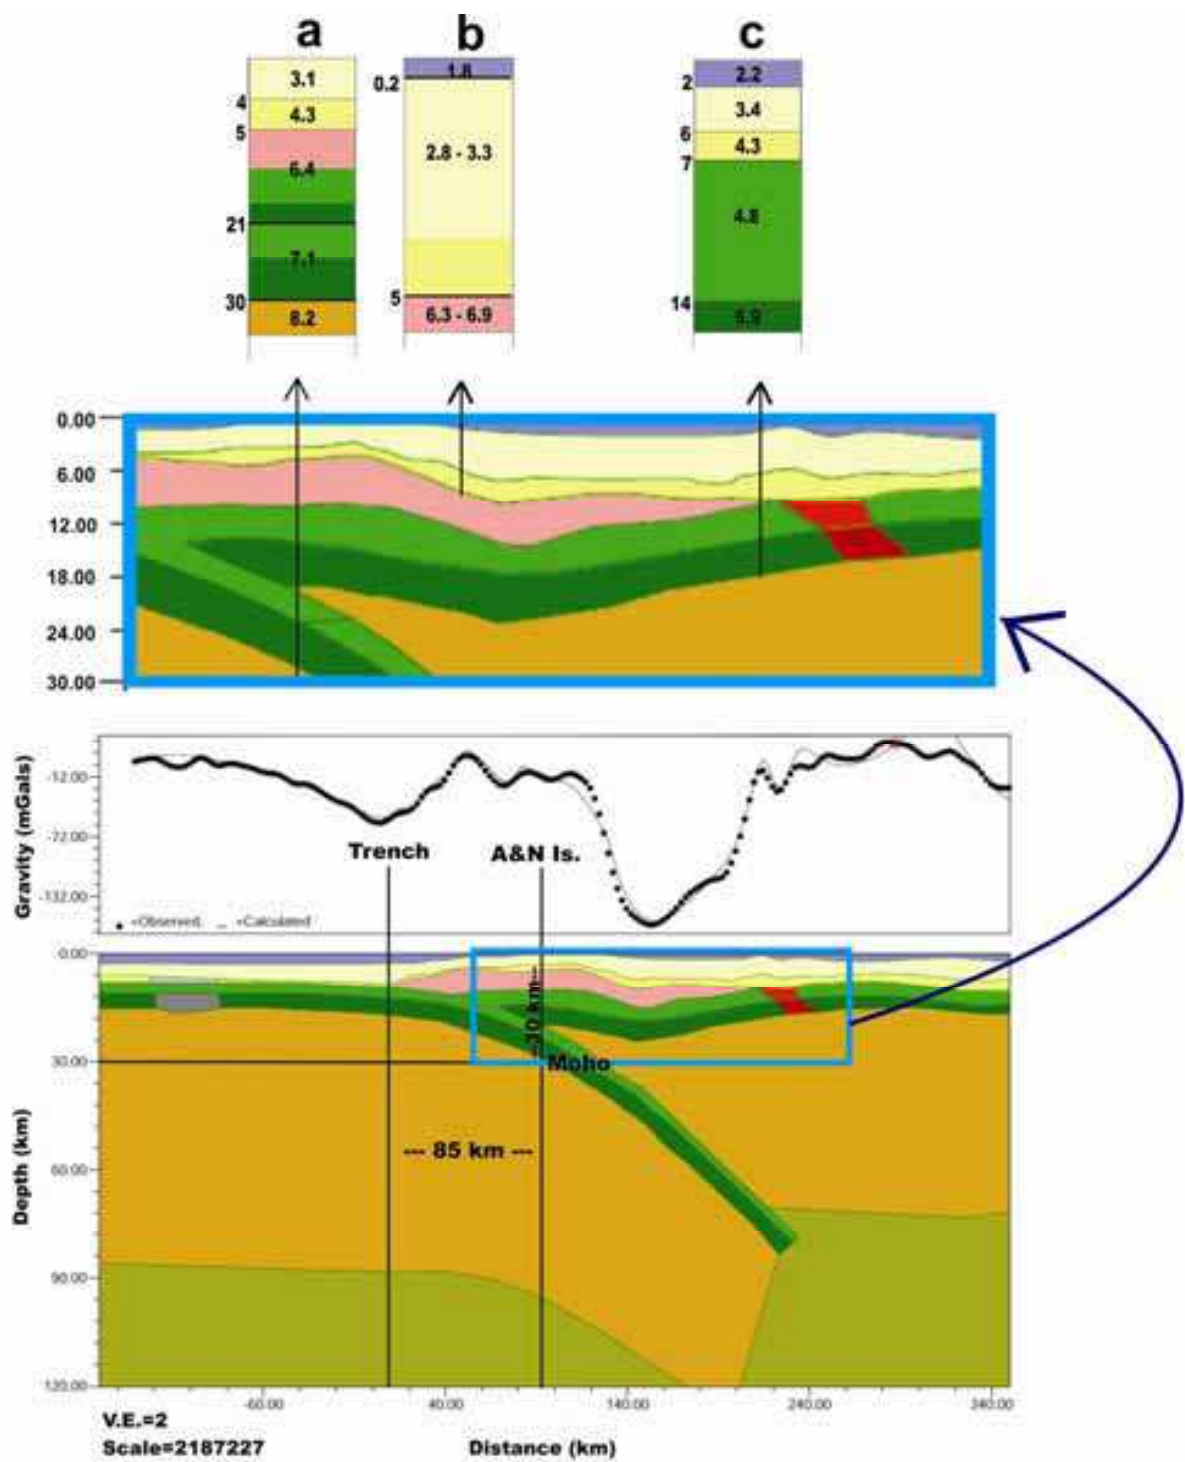 a b c
3.1
4
4.3
5
6.4
21
7.1
30
8.2
1.8
0.2
2.8 - 3.3
5
6.3 - 6.9
2.2
2
3.4
6
4.3
7
4.8
14
6.9
0.00
6.00
12.00
18.00
24.00
30.00
Gravity (mGals)
-12.00
-72.00
-132.00
Trench
A&N Is.
=Observed,
=Calculated
Depth (km)
0.00
30.00
60.00
90.00
120.00
--30 km--
Moho
--- 85 km ---
-60.00 40.00 140.00 240.00 340.00
V.E.=2
Scale=2187227
Distance (km)